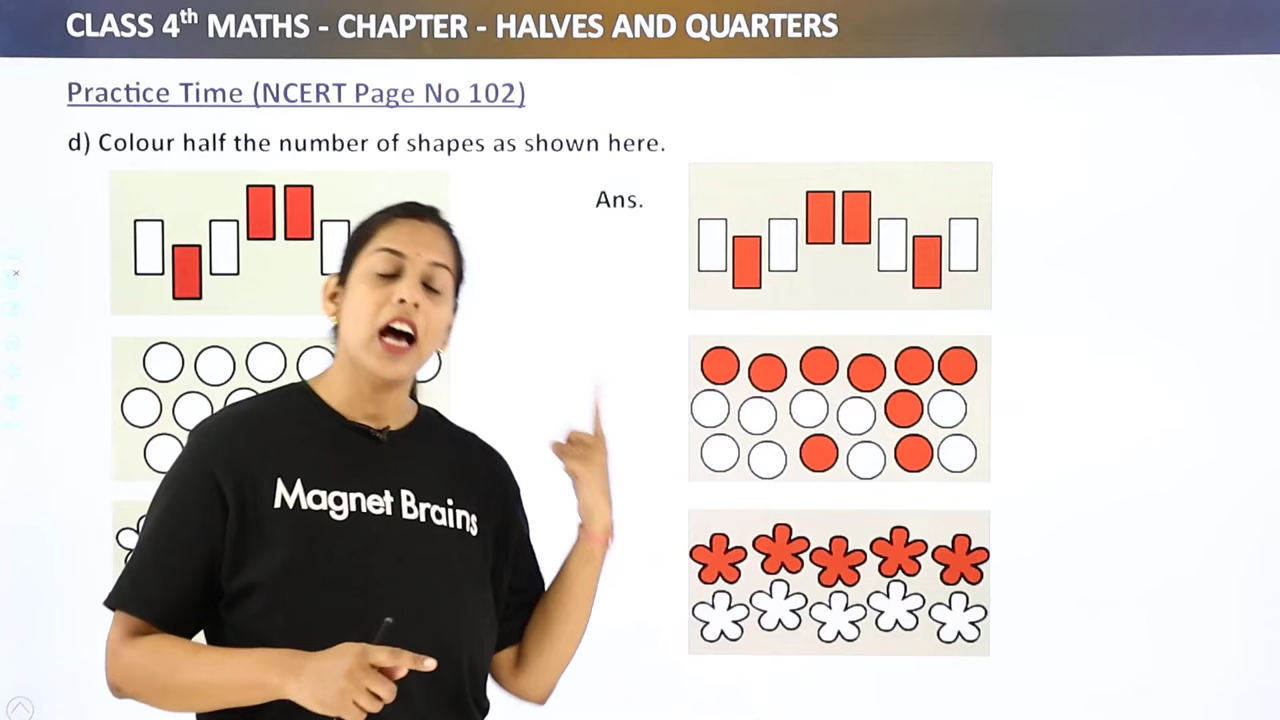 CLASS 4th MATHS - CHAPTER - HALVES AND QUARTERS
Practice Time (NCERT Page No 102)
d) Colour half the number of shapes as shown here.
Ans.
Magnet Brains